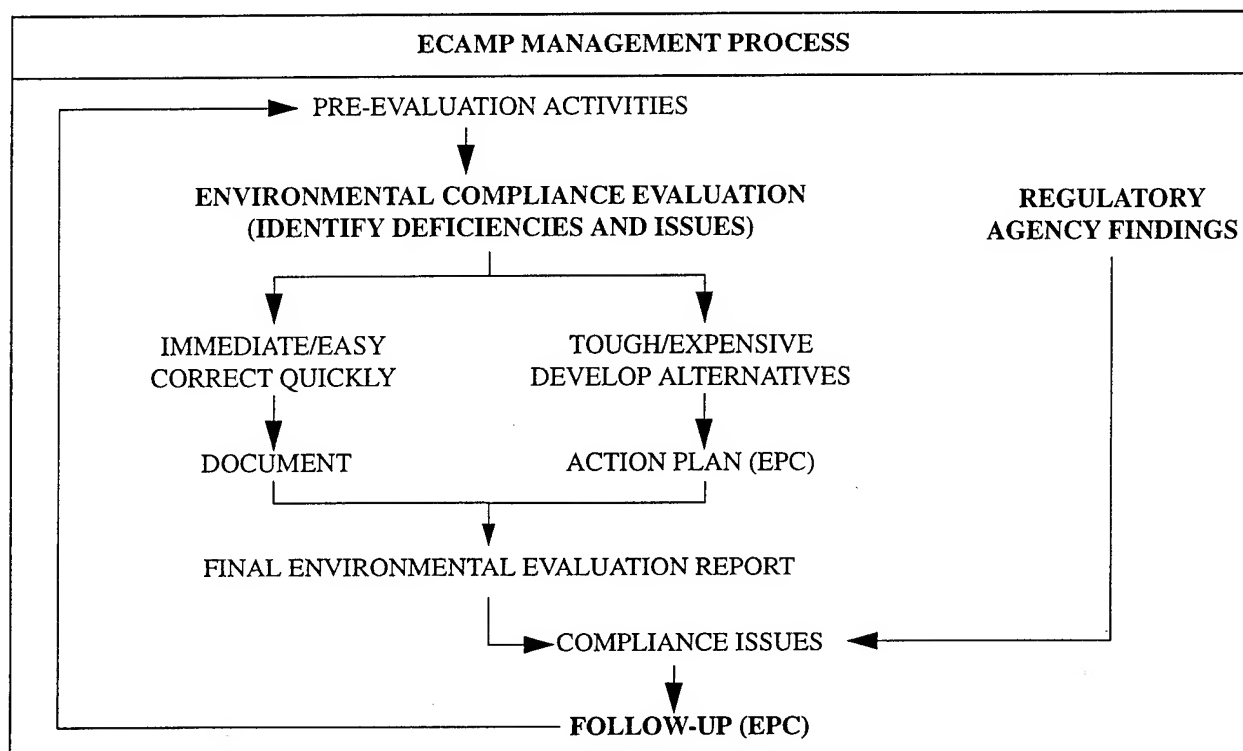 ECAMP MANAGEMENT PROCESS
PRE-EVALUATION ACTIVITIES
ENVIRONMENTAL COMPLIANCE EVALUATION
(IDENTIFY DEFICIENCIES AND ISSUES)
REGULATORY
AGENCY FINDINGS
IMMEDIATE/EASY
CORRECT QUICKLY
TOUGH/EXPENSIVE
DEVELOP ALTERNATIVES
DOCUMENT
ACTION PLAN (EPC)
FINAL ENVIRONMENTAL EVALUATION REPORT
COMPLIANCE ISSUES
FOLLOW-UP (EPC)